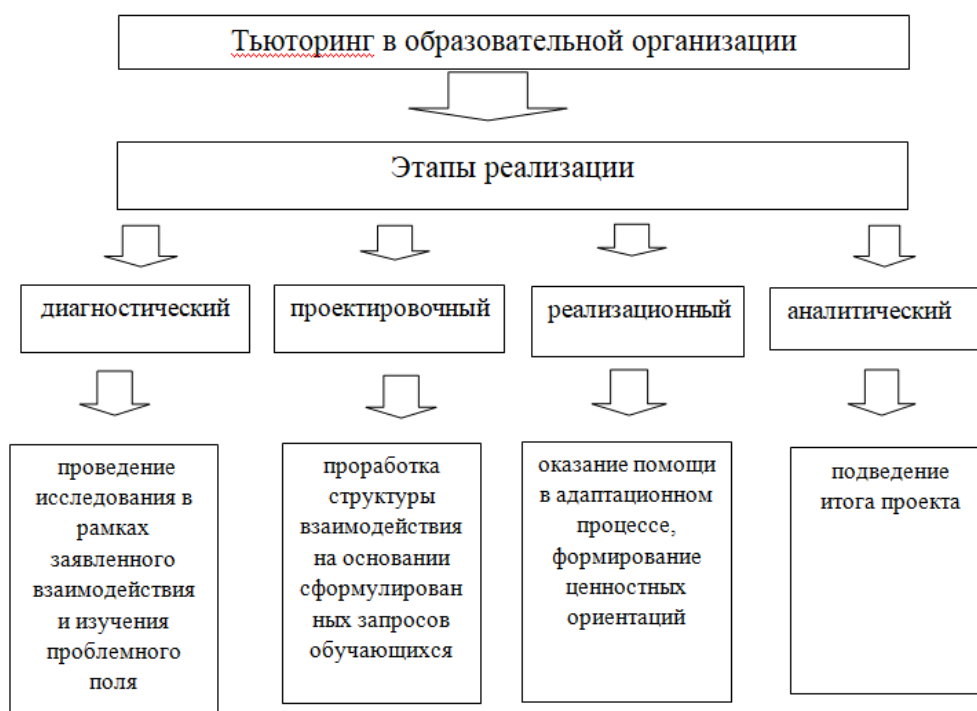 Тьюторинг в образовательной организации
Этапы реализации
диагностический
проектировочный
реализационный
аналитический
проведение
исследования в
рамках
заявленного
взаимодействия
и изучения
проблемного
поля
проработка
структуры
взаимодействия
на основании
сформулирован
ных запросов
обучающихся
оказание помощи
в адаптационном
процессе,
формирование
ценностных
ориентаций
подведение
итога проекта